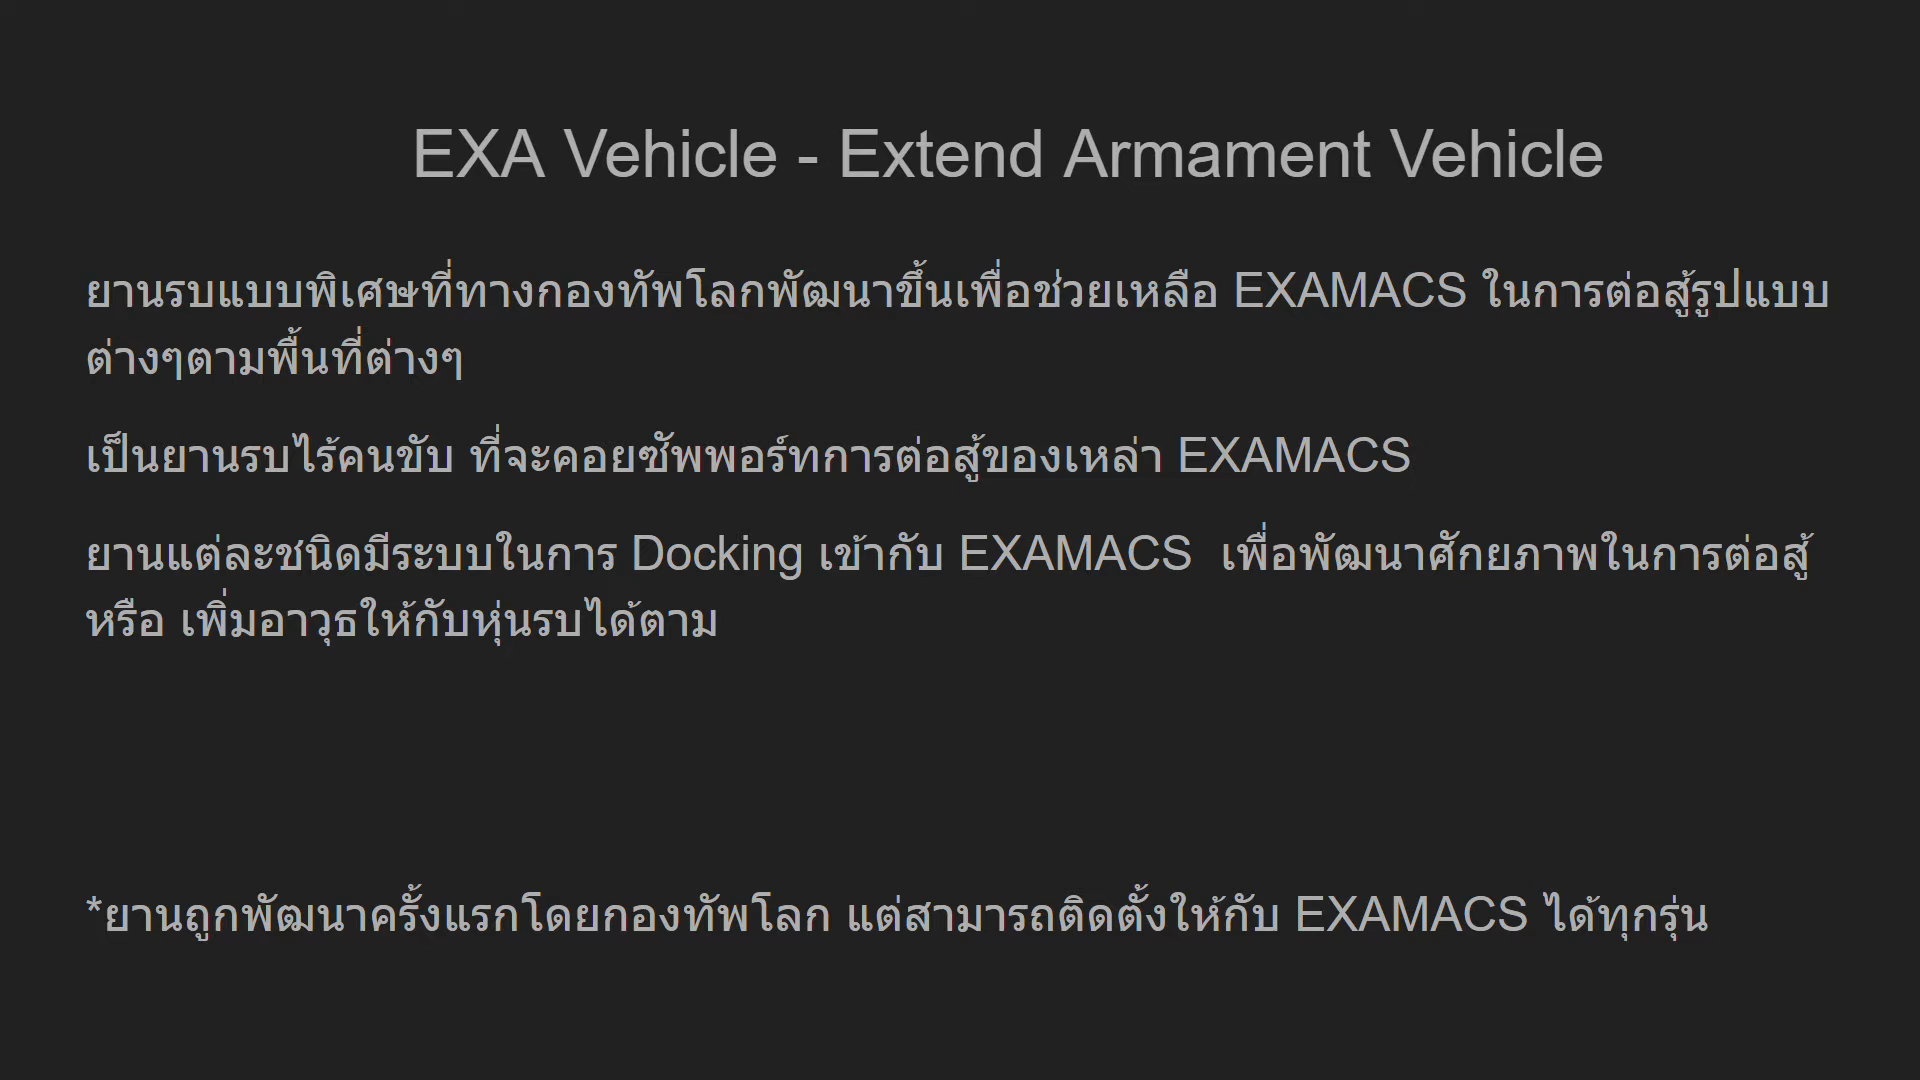 EXA Vehicle - Extend Armament Vehicle
ยานรบแบบพิเศษที่ทางกองทัพโลกพัฒนาขึ้นเพื่อช่วยเหลือ EXAMACS ในการต่อสู้รูปแบบ
ต่างๆตามพื้นที่ต่างๆ
เป็นยานรบไร้คนขับ ที่จะคอยซัพพอร์ทการต่อสู้ของเหล่า EXAMACS
ยานแต่ละชนิดมีระบบในการ Docking เข้ากับ EXAMACS  เพื่อพัฒนาศักยภาพในการต่อสู้
หรือ เพิ่มอาวุธให้กับหุ่นรบได้ตาม
*ยานถูกพัฒนาครั้งแรกโดยกองทัพโลก แต่สามารถติดตั้งให้กับ EXAMACS ได้ทุกรุ่น